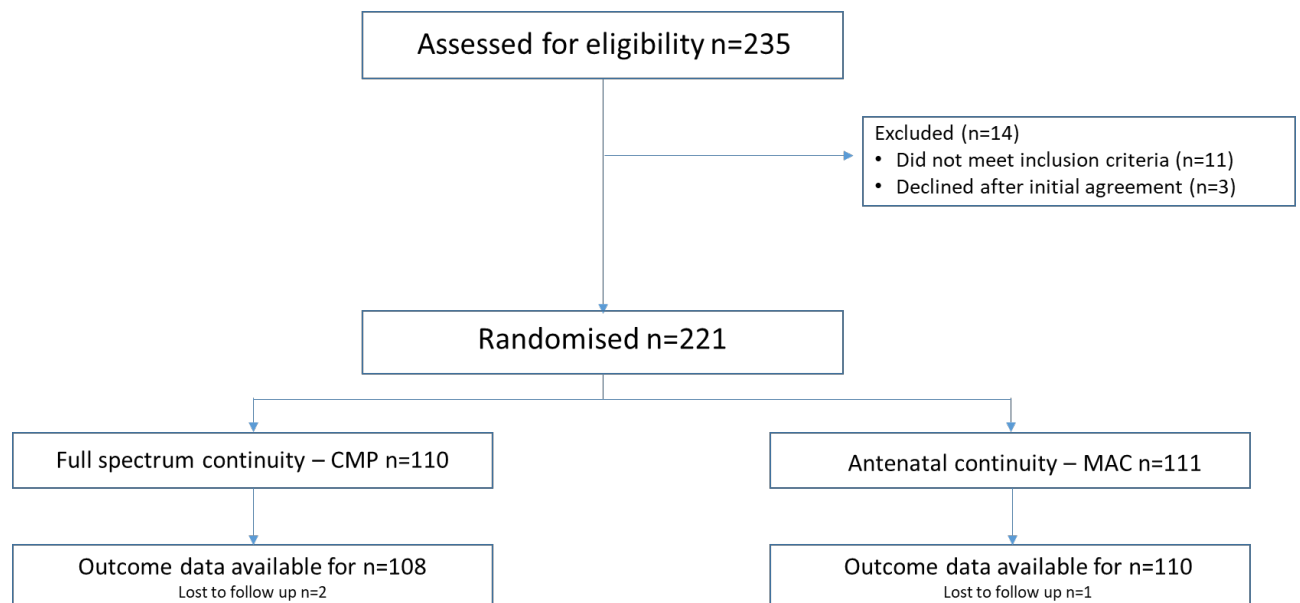 Assessed for eligibility n=235
Excluded (n=14)
• Did not meet inclusion criteria (n=11)
• Declined after initial agreement (n=3)
Randomised n=221
Full spectrum continuity – CMP n=110
Antenatal continuity – MAC n=111
Outcome data available for n=108
Lost to follow up n=2
Outcome data available for n=110
Lost to follow up n=1